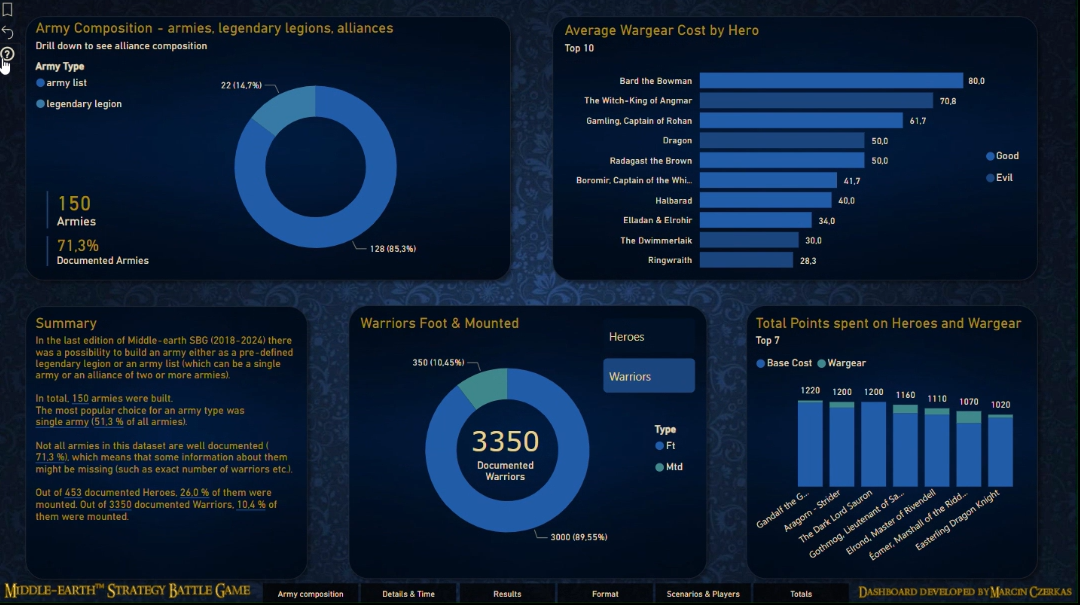 Army Composition - armies, legendary legions, alliances
Drill down to see alliance composition
Army Type
army list
legendary legion
22 (14,7%)
128 (85,3%)
150
Armies
71,3%
Documented Armies
Average Wargear Cost by Hero
Top 10
Bard the Bowman 80,0
The Witch-King of Angmar 70,8
Gamling, Captain of Rohan 61,7
Dragon 50,0
Radagast the Brown 50,0
Boromir, Captain of the Whi... 41,7
Halbarad 40,0
Elladan & Elrohir 34,0
The Dwimmerlaik 30,0
Ringwraith 28,3
Good
Evil
Summary
In the last edition of Middle-earth SBG (2018-2024) there
was a possibility to build an army either as a pre-defined
legendary legion or an army list (which can be a single
army or an alliance of two or more armies).
In total, 150 armies were built.
The most popular choice for an army type was
single army (51,3 % of all armies).
Not all armies in this dataset are well documented (
71,3 %), which means that some information about them
might be missing (such as exact number of warriors etc.).
Out of 453 documented Heroes, 26,0 % of them were
mounted. Out of 3350 documented Warriors, 10,4 % of
them were mounted.
Warriors Foot & Mounted
Heroes
Warriors
350 (10,45%)
3350
Documented
Warriors
3000 (89,55%)
Type
Ft
Mtd
Total Points spent on Heroes and Wargear
Top 7
Base Cost
Wargear
1220 1200 1200 1160 1110 1070 1020
Gandalf the G...
Aragorn - Strider
The Dark Lord Sauron
Gothmog, Lieutenant of Sa...
Elrond, Master of Rivendell
Éomer, Marshall of the Ridd...
Easterling Dragon Knight
Middle-earth™ Strategy Battle Game
Army composition
Details & Time
Results
Format
Scenarios & Players
Totals
Dashboard developed by Marcin Czerkas